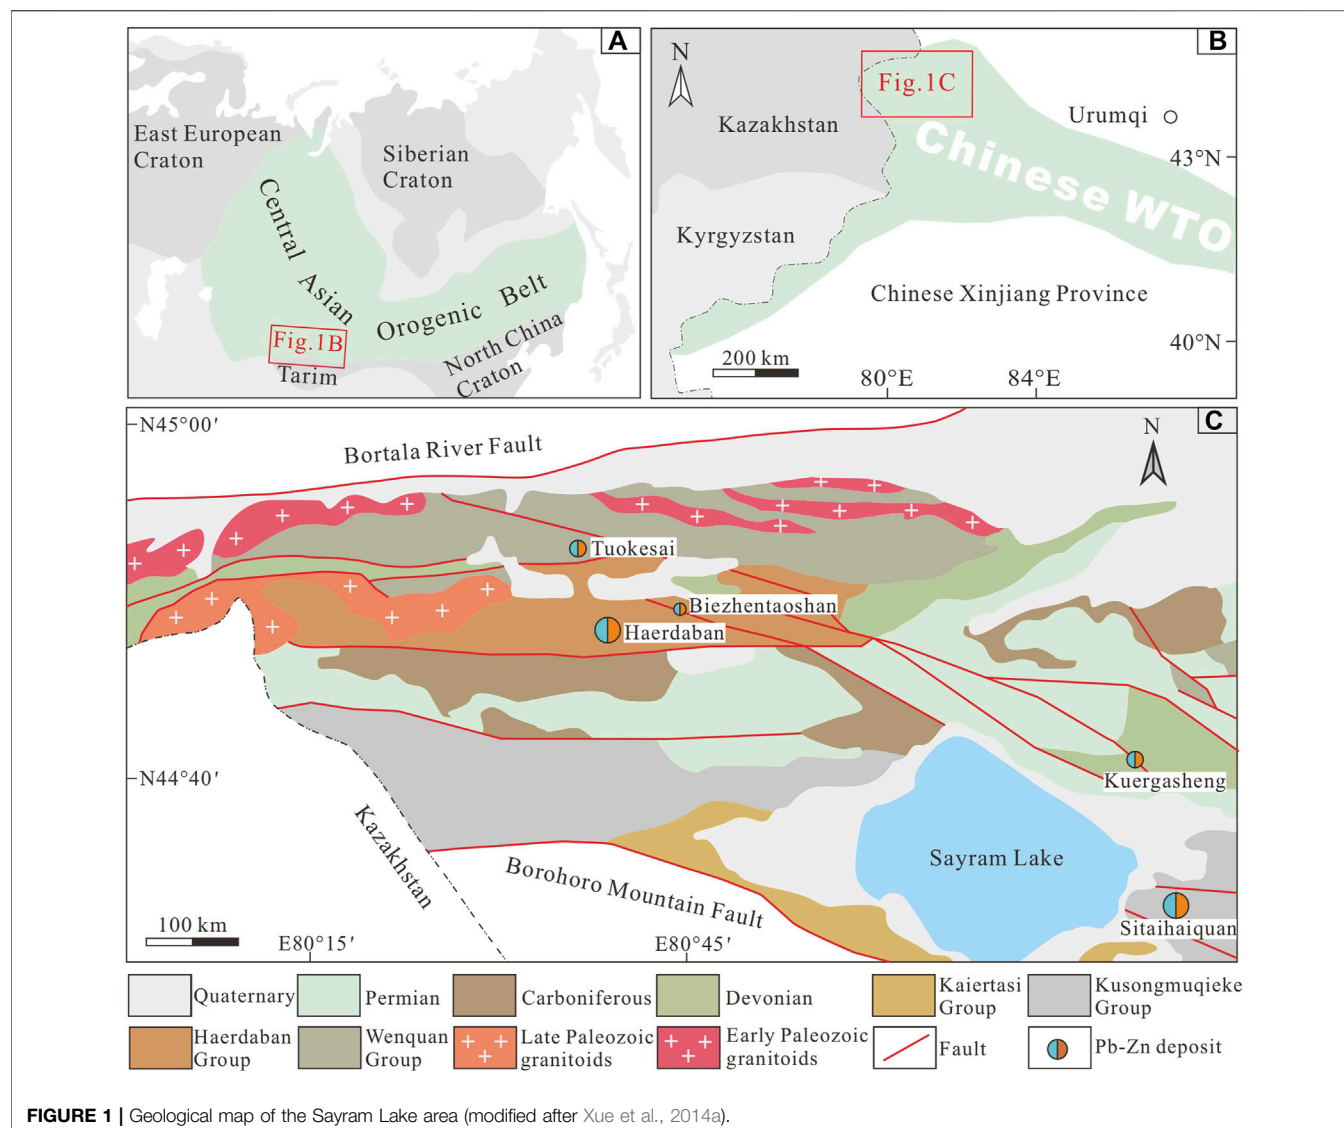 A
East European
Craton
Siberian
Craton
Central Asian Orogenic Belt
Fig.1B
Tarim
North China
Craton
B
N
Fig.1C
Kazakhstan
Urumqi
Chinese WTO
43°N
Kyrgyzstan
Chinese Xinjiang Province
40°N
200 km
80°E
84°E
C
N45°00′
Bortala River Fault
N
Tuokesai
Biezhentaoshan
Haerdaban
N44°40′
Kuergasheng
Kazakhstan
Sayram Lake
Borohoro Mountain Fault
Sitaihaiquan
100 km
E80°15′
E80°45′
Quaternary
Permian
Carboniferous
Devonian
Kaiertasi
Group
Kusongmuqieke
Group
Haerdaban
Group
Wenquan
Group
Late Paleozoic
granitoids
Early Paleozoic
granitoids
Fault
Pb-Zn deposit
FIGURE 1 | Geological map of the Sayram Lake area (modified after Xue et al., 2014a).